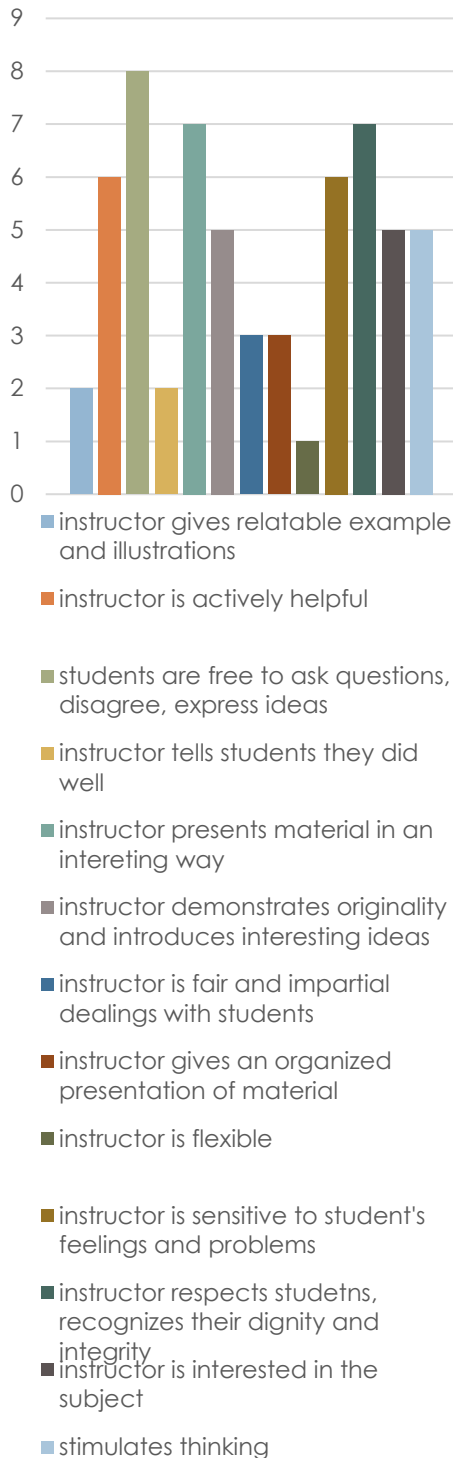 9
8
7
6
5
4
3
2
1
0
instructor gives relatable example
and illustrations
instructor is actively helpful
students are free to ask questions,
disagree, express ideas
instructor tells students they did
well
instructor presents material in an
intereting way
instructor demonstrates originality
and introduces interesting ideas
instructor is fair and impartial
dealings with students
instructor gives an organized
presentation of material
instructor is flexible
instructor is sensitive to student's
feelings and problems
instructor respects studetns,
recognizes their dignity and
integrity
instructor is interested in the
subject
stimulates thinking